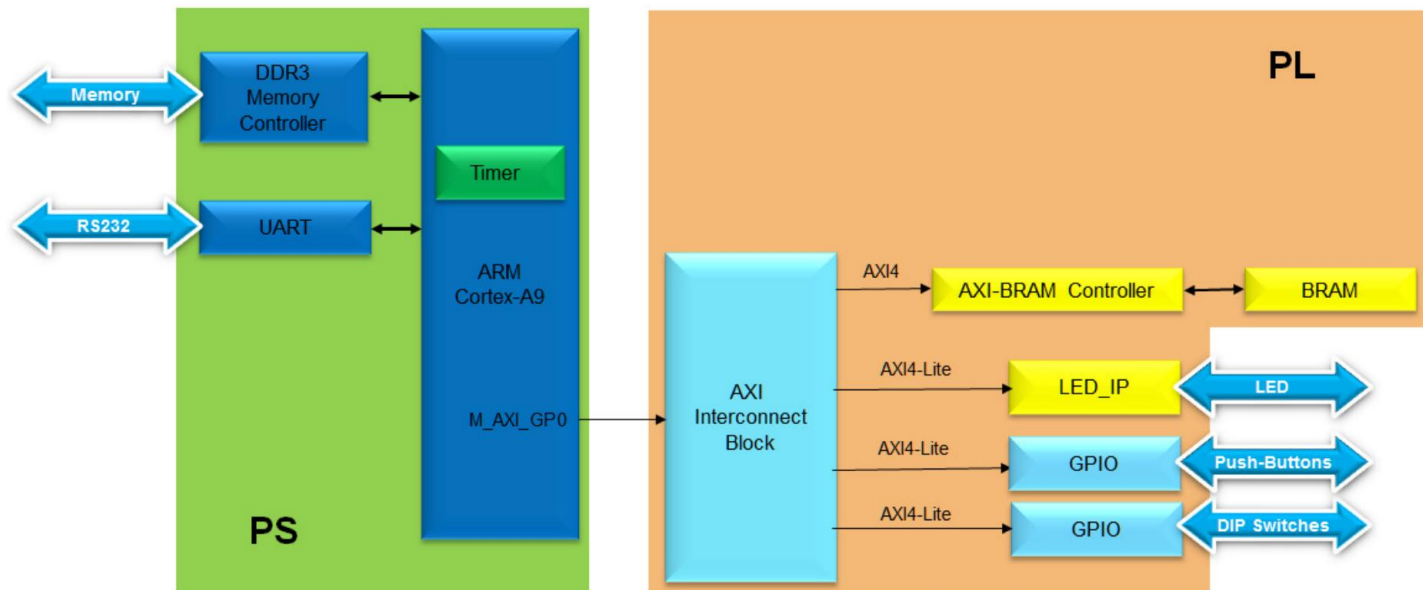 PL
DDR3
Memory
Controller
Memory
Timer
RS232
UART
ARM
Cortex-A9
AXI4
AXI-BRAM Controller
BRAM
AXI4-Lite
LED_IP
LED
AXI
Interconnect
Block
M_AXI_GP0
AXI4-Lite
GPIO
Push-Buttons
AXI4-Lite
GPIO
DIP Switches
PS